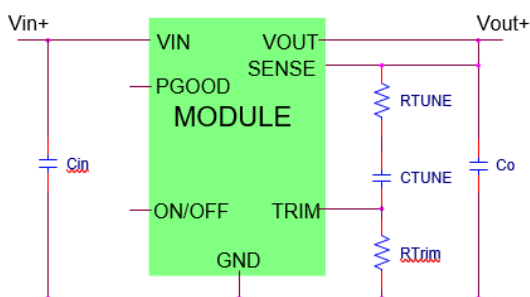 Vin+
Vout+
VIN
VOUT
SENSE
PGOOD
RTUNE
MODULE
Cin
CTUNE
Co
ON/OFF
TRIM
RTrim
GND